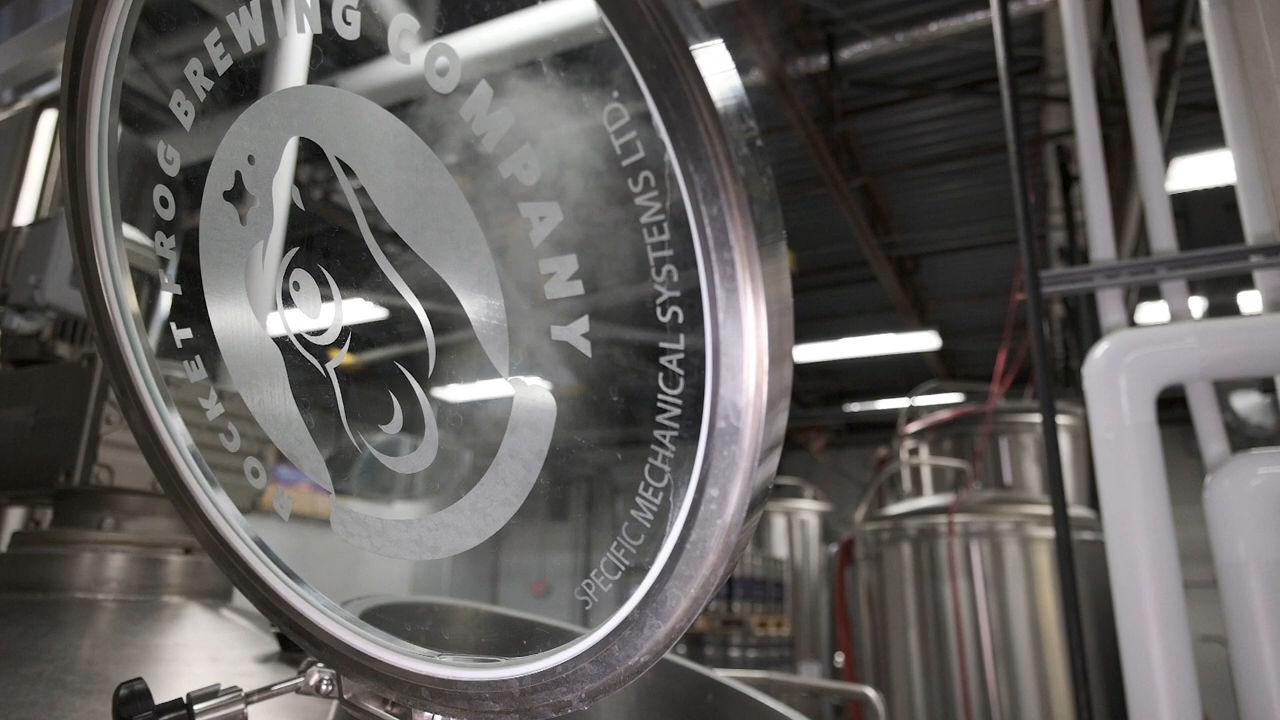 ROCKET FROG BREWING COMPANY
SPECIFIC MECHANICAL SYSTEMS LTD.